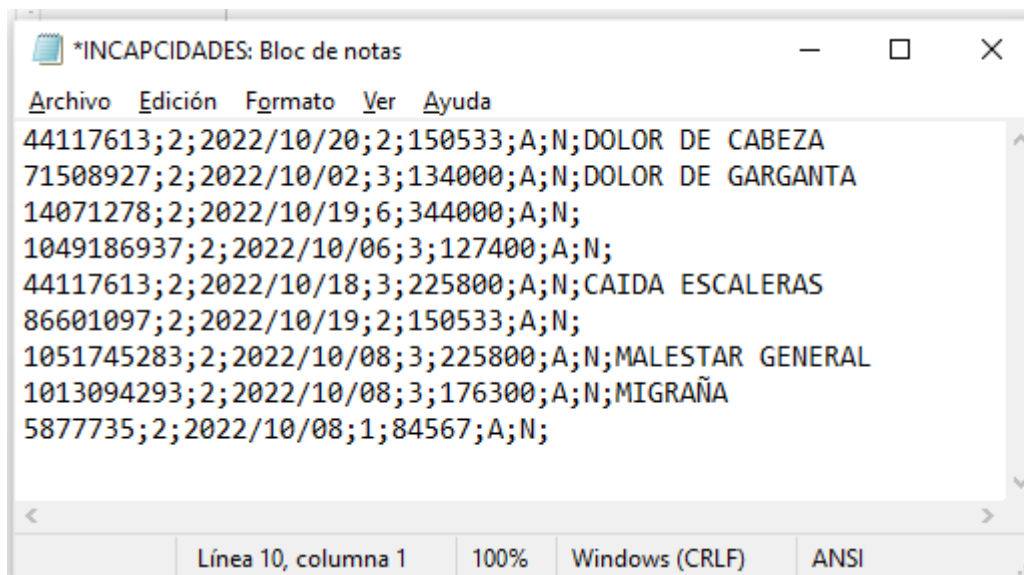 *INCAPCIDADES: Bloc de notas
Archivo Edición Formato Ver Ayuda
44117613;2;2022/10/20;2;150533;A;N;DOLOR DE CABEZA
71508927;2;2022/10/02;3;134000;A;N;DOLOR DE GARGANTA
14071278;2;2022/10/19;6;344000;A;N;
1049186937;2;2022/10/06;3;127400;A;N;
44117613;2;2022/10/18;3;225800;A;N;CAIDA ESCALERAS
86601097;2;2022/10/19;2;150533;A;N;
1051745283;2;2022/10/08;3;225800;A;N;MALESTAR GENERAL
1013094293;2;2022/10/08;3;176300;A;N;MIGRAÑA
5877735;2;2022/10/08;1;84567;A;N;
Línea 10, columna 1 100% Windows (CRLF) ANSI